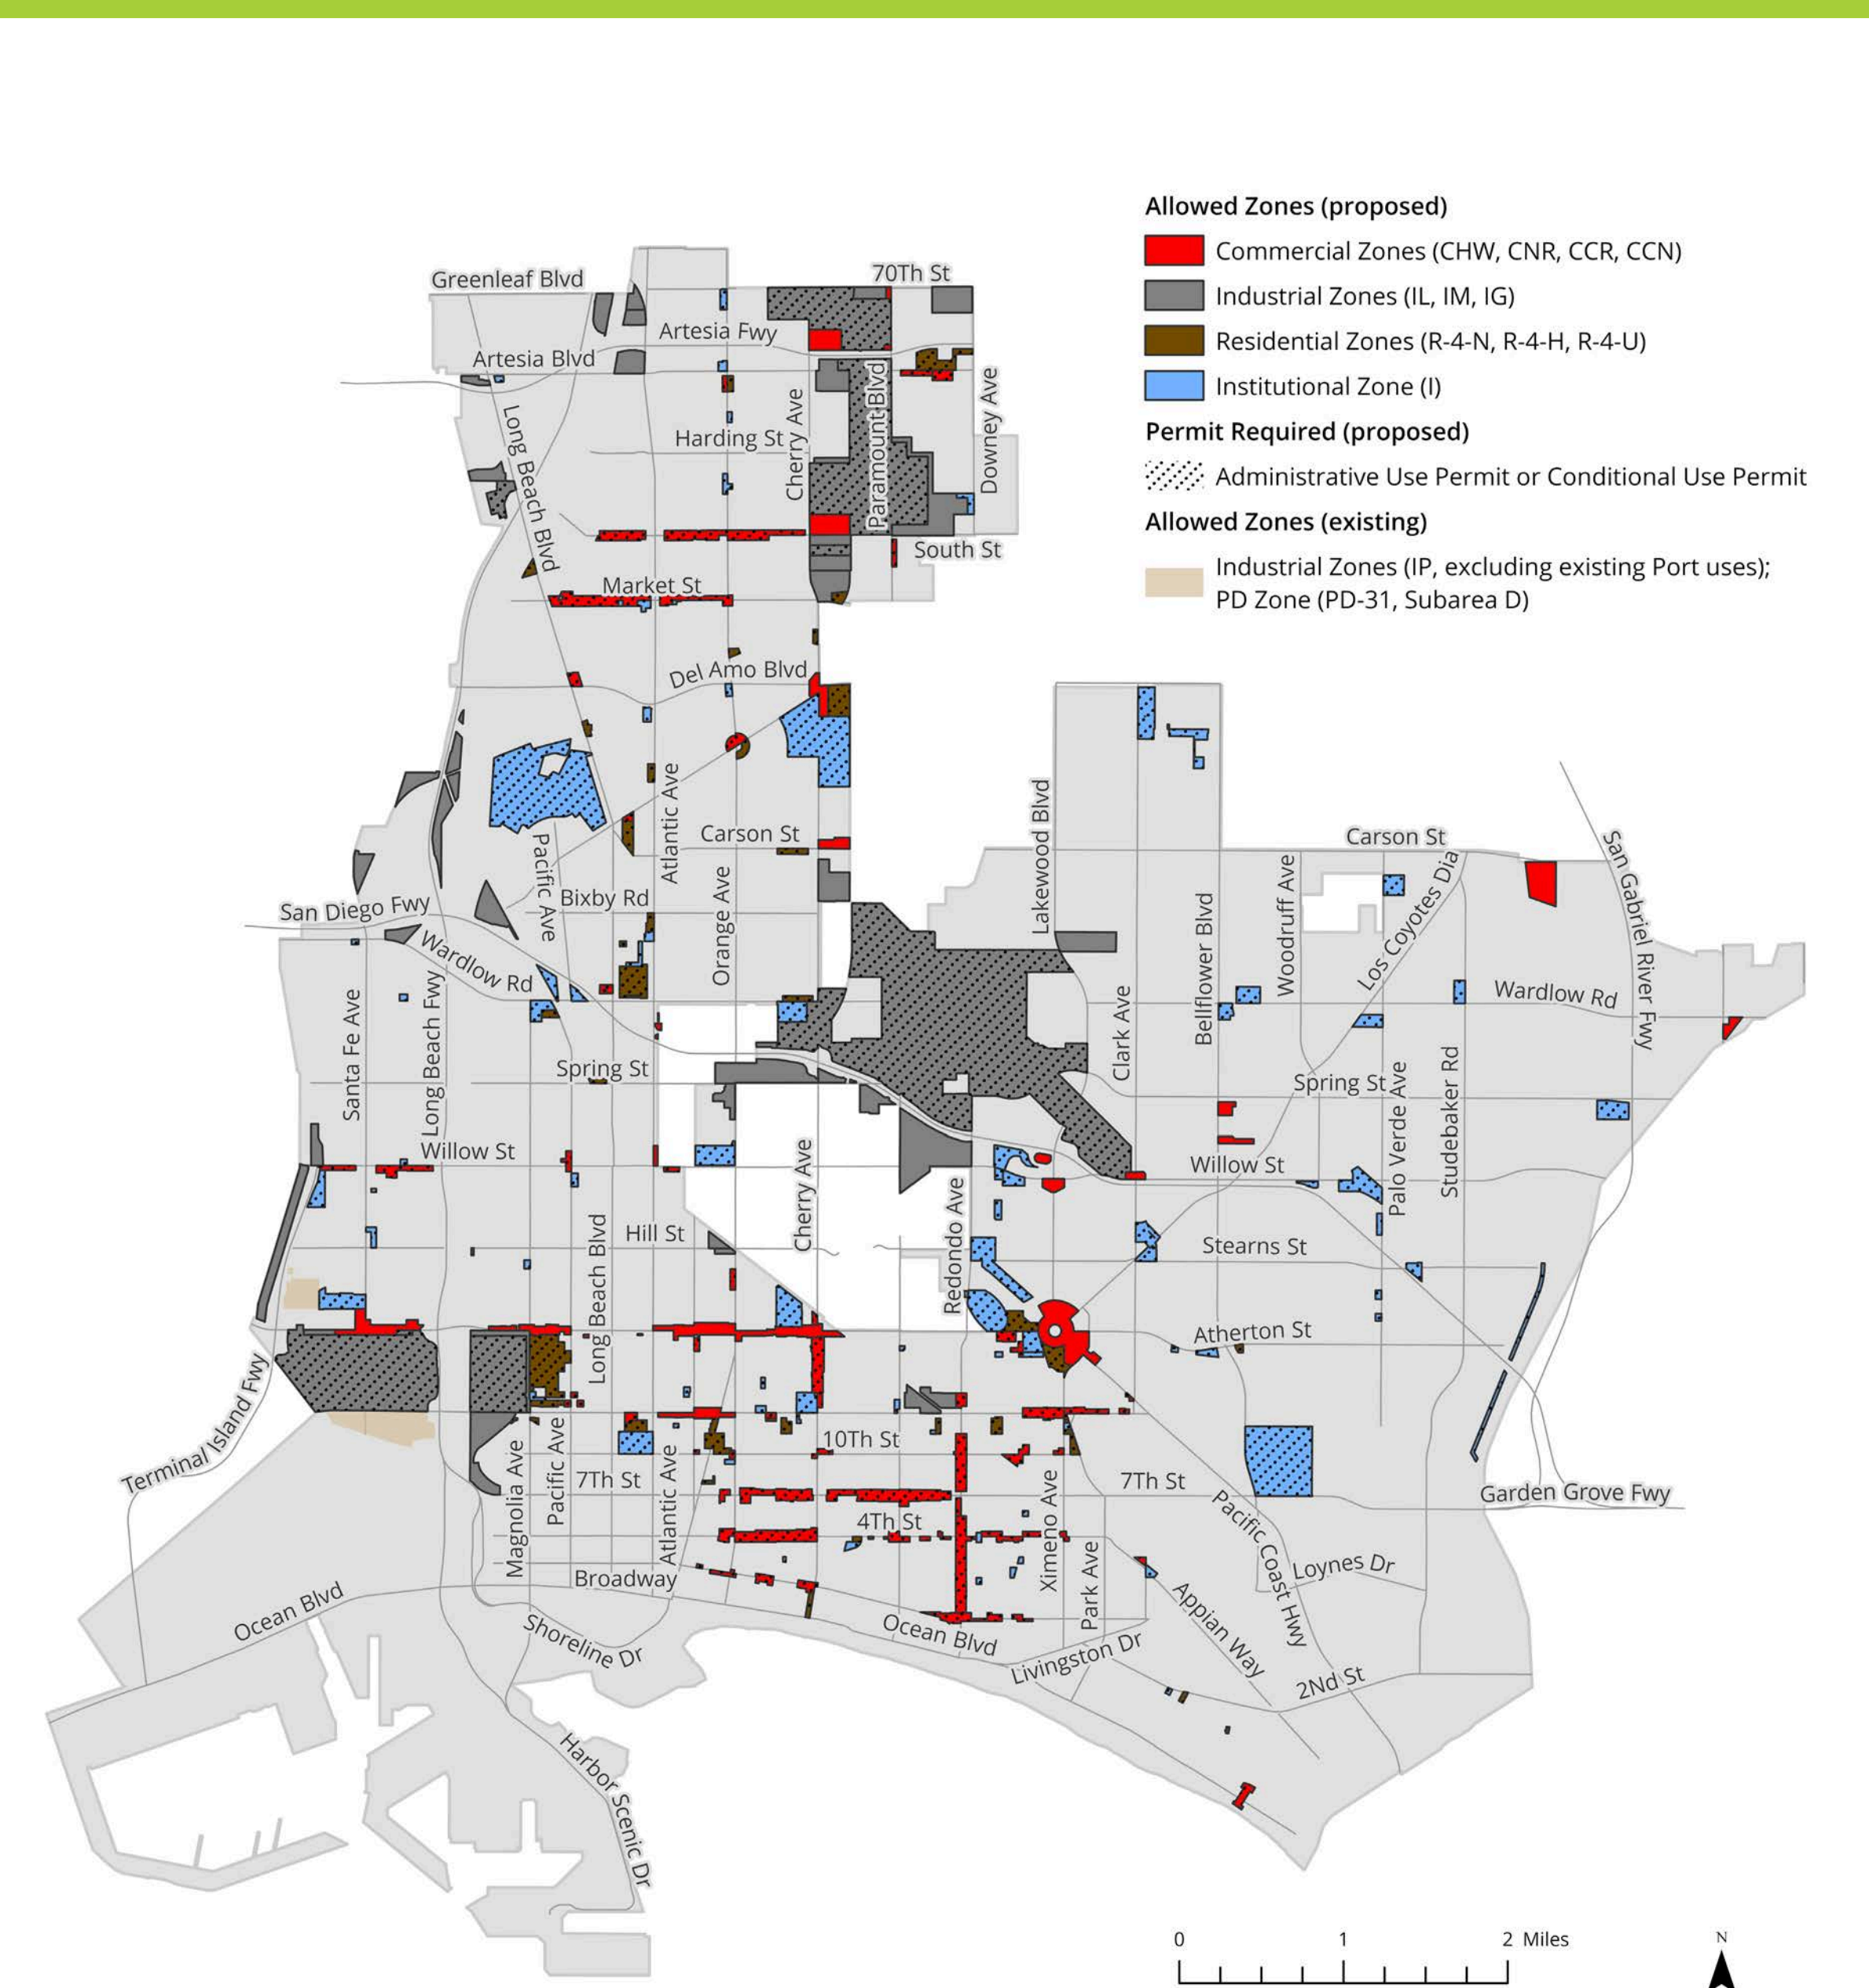 Allowed Zones (proposed)
Commercial Zones (CHW, CNR, CCR, CCN)
Industrial Zones (IL, IM, IG)
Residential Zones (R-4-N, R-4-H, R-4-U)
Institutional Zone (I)
Permit Required (proposed)
Administrative Use Permit or Conditional Use Permit
Allowed Zones (existing)
Industrial Zones (IP, excluding existing Port uses);
PD Zone (PD-31, Subarea D)
Greenleaf Blvd
70Th St
Artesia Fwy
Artesia Blvd
Long Beach Blvd
Harding St
Cherry Ave
Paramount Blvd
Downey Ave
South St
Market St
Del Amo Blvd
Atlantic Ave
Carson St
Pacific Ave
Bixby Rd
Orange Ave
Lakewood Blvd
Carson St
San Gabriel River Fwy
Los Coyotes Dia
Woodruff Ave
Bellflower Blvd
San Diego Fwy
Wardlow Rd
Wardlow Rd
Santa Fe Ave
Long Beach Fwy
Clark Ave
Spring St
Spring St
Palo Verde Ave
Studebaker Rd
Willow St
Willow St
Cherry Ave
Redondo Ave
Hill St
Long Beach Blvd
Stearns St
Atherton St
Terminal Island Fwy
Magnolia Ave
Pacific Ave
Atlantic Ave
10Th St
7Th St
7Th St
Garden Grove Fwy
4Th St
Ximeno Ave
Park Ave
Pacific Coast Hwy
Loynes Dr
Broadway
Appian Way
Ocean Blvd
Ocean Blvd
Shoreline Dr
Livingston Dr
2Nd St
Harbor Scenic Dr
0 1 2 Miles
N